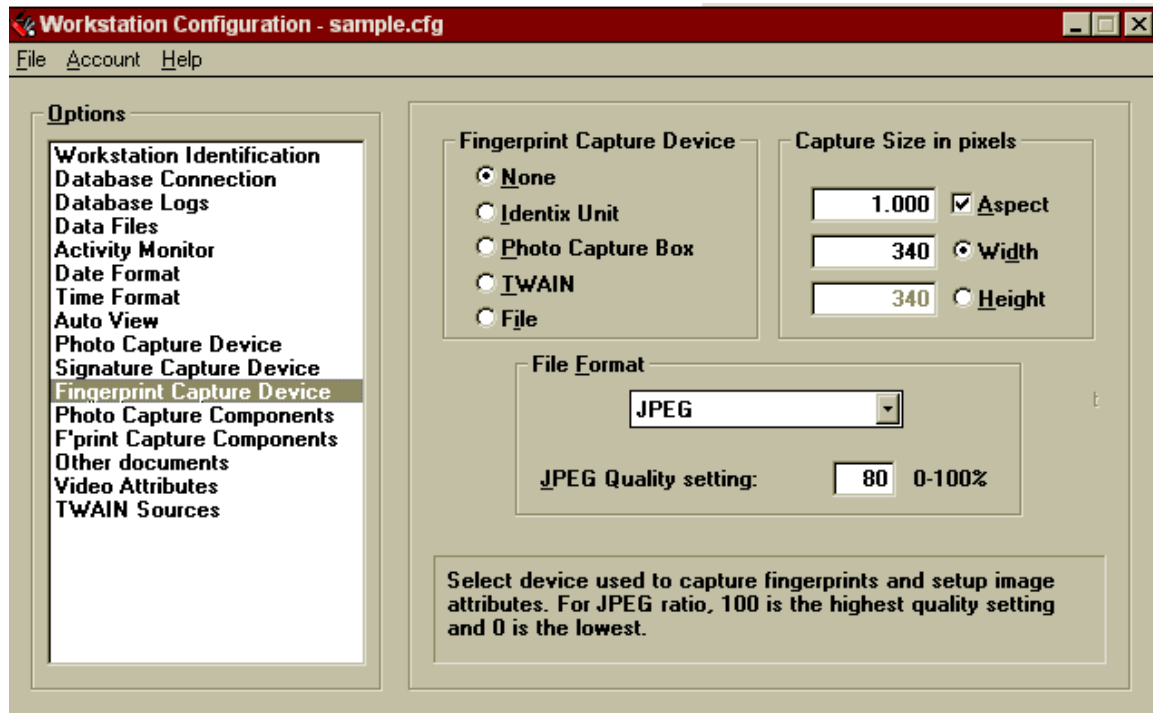 Workstation Configuration - sample.cfg
File Account Help
Options
Workstation Identification
Database Connection
Database Logs
Data Files
Activity Monitor
Date Format
Time Format
Auto View
Photo Capture Device
Signature Capture Device
Fingerprint Capture Device
Photo Capture Components
F'print Capture Components
Other documents
Video Attributes
TWAIN Sources
Fingerprint Capture Device
None
Identix Unit
Photo Capture Box
TWAIN
File
Capture Size in pixels
1.000 Aspect
340 Width
340 Height
File Format
JPEG
JPEG Quality setting: 80 0-100%
t
Select device used to capture fingerprints and setup image
attributes. For JPEG ratio, 100 is the highest quality setting
and 0 is the lowest.